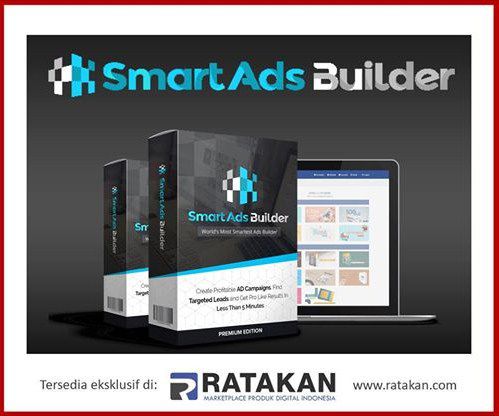 Smart Ads Builder
Smart Ads Builder
World's Most Smartest Ads Builder
Create Profitable AD Campaigns, Find
Targeted Leads and Get Pro Like Results In
Less Than 5 Minutes
PREMIUM EDITION
Smart Ads
Builder
Tersedia eksklusif di:
RATAKAN
MARKETPLACE PRODUK DIGITAL INDONESIA
www.ratakan.com